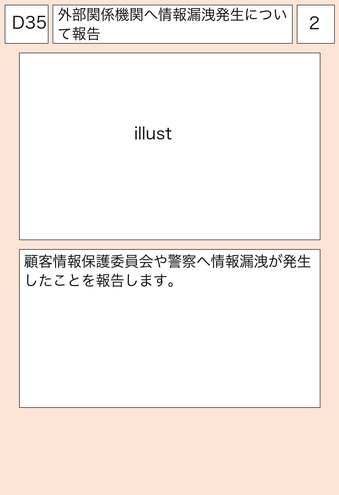 D35
外部関係機関へ情報漏洩発生につい
て報告
2
illust
顧客情報保護委員会や警察へ情報漏洩が発生
したことを報告します。